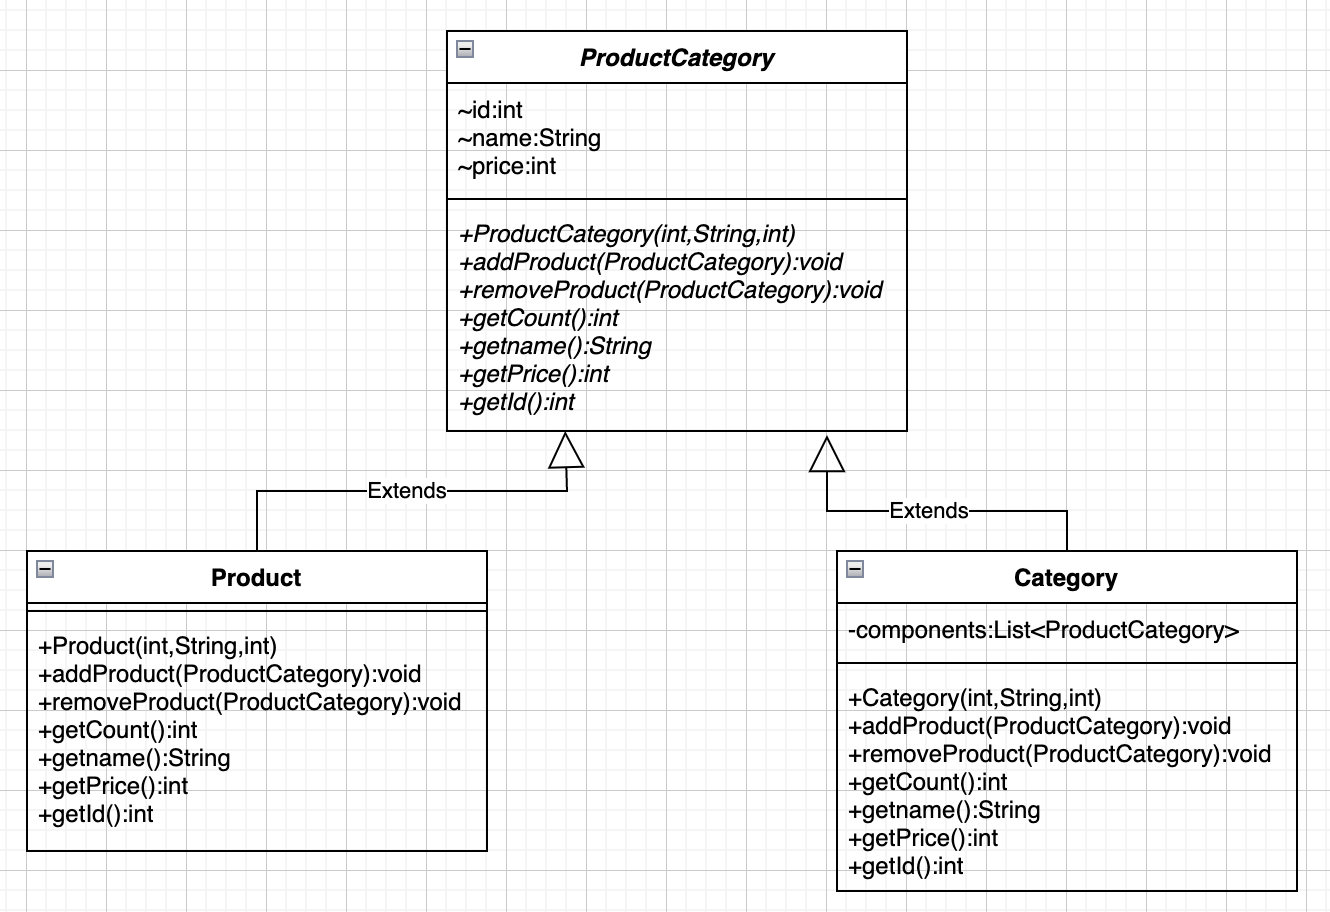 ProductCategory
~id:int
~name:String
~price:int
+ProductCategory(int,String,int)
+addProduct(ProductCategory):void
+removeProduct(ProductCategory):void
+getCount():int
+getname():String
+getPrice():int
+getId():int
Extends
Extends
Product
+Product(int,String,int)
+addProduct(ProductCategory):void
+removeProduct(ProductCategory):void
+getCount():int
+getname():String
+getPrice():int
+getId():int
Category
-components:List<ProductCategory>
+Category(int,String,int)
+addProduct(ProductCategory):void
+removeProduct(ProductCategory):void
+getCount():int
+getname():String
+getPrice():int
+getId():int